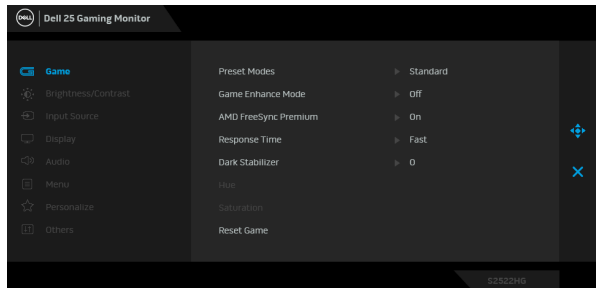 DELL
Dell 25 Gaming Monitor
Game
Brightness/Contrast
Input Source
Display
Audio
Menu
Personalize
Others
Preset Modes Standard
Game Enhance Mode Off
AMD FreeSync Premium On
Response Time Fast
Dark Stabilizer 0
Hue
Saturation
Reset Game
S2522HG